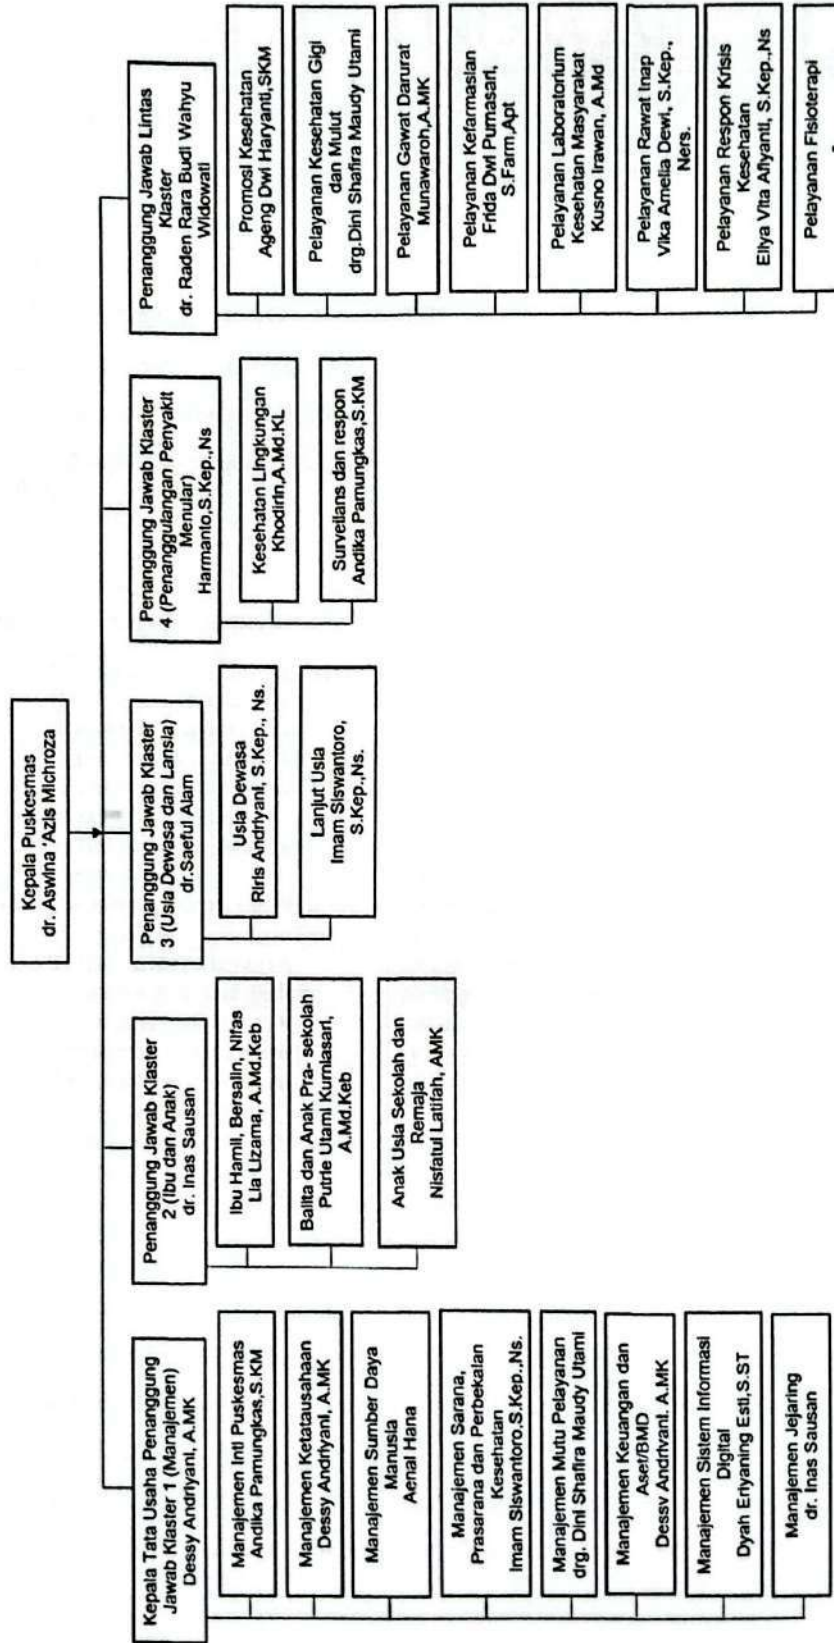 Kepala Puskesmas
dr. Aswina 'Azis Michroza
Kepala Tata Usaha Penanggung
Jawab Klaster 1 (Manajemen)
Dessy Andriyani, A.MK
Manajemen Inti Puskesmas
Andika Pamungkas,S.KM
Manajemen Ketatausahaan
Dessy Andriyani, A.MK
Manajemen Sumber Daya
Manusia
Aenal Hana
Manajemen Sarana,
Prasarana dan Perbekalan
Kesehatan
Imam Siswantoro,S.Kep.,Ns.
Manajemen Mutu Pelayanan
drg. Dini Shafira Maudy Utami
Manajemen Keuangan dan
Aset/BMD
Dessy Andriyani, A.MK
Manajemen Sistem Informasi
Digital
Dyah Eriyaning Esti,S.ST
Manajemen Jejaring
dr. Inas Sausan
Penanggung Jawab Klaster
2 (Ibu dan Anak)
dr. Inas Sausan
Ibu Hamil, Bersalin, Nifas
Lia Lizama, A.Md.Keb
Balita dan Anak Pra- sekolah
Putrie Utami Kurniasari,
A.Md.Keb
Anak Usia Sekolah dan
Remaja
Nisfatul Latifah, AMK
Penanggung Jawab Klaster
3 (Usia Dewasa dan Lansia)
dr.Saeful Alam
Usia Dewasa
Riris Andriyani, S.Kep., Ns.
Lanjut Usia
Imam Siswantoro,
S.Kep.,Ns.
Penanggung Jawab Klaster
4 (Penanggulangan Penyakit
Menular)
Harmanto,S.Kep.,Ns
Kesehatan Lingkungan
Khodirin,A.Md.KL
Surveilans dan respon
Andika Pamungkas,S.KM
Penanggung Jawab Lintas
Klaster
dr. Raden Rara Budi Wahyu
Widowati
Promosi Kesehatan
Ageng Dwi Haryanti,SKM
Pelayanan Kesehatan Gigi
dan Mulut
drg.Dini Shafira Maudy Utami
Pelayanan Gawat Darurat
Munawaroh,A.MK
Pelayanan Kefarmasian
Frida Dwi Purnasari,
S.Farm,Apt
Pelayanan Laboratorium
Kesehatan Masyarakat
Kusno Irawan, A.Md
Pelayanan Rawat Inap
Vika Amelia Dewi, S.Kep.,
Ners.
Pelayanan Respon Krisis
Kesehatan
Ellya Vita Afiyanti, S.Kep.,Ns
Pelayanan Fisioterapi